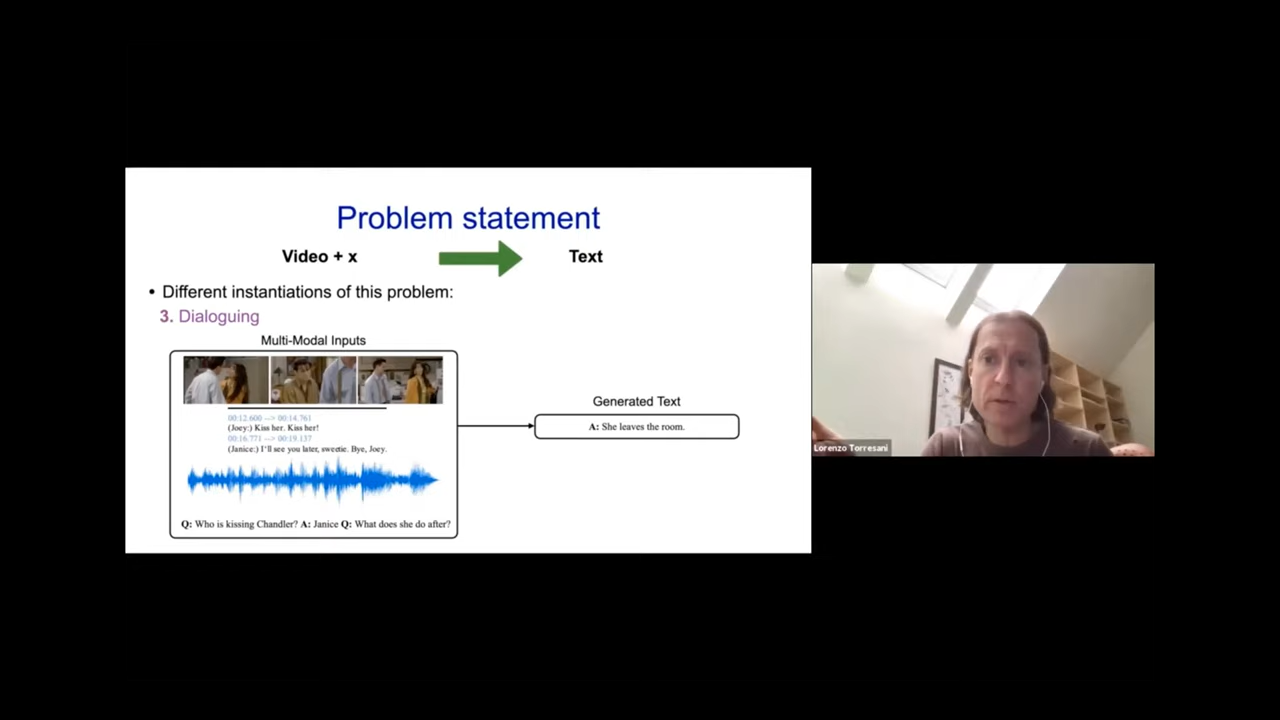 Problem statement
Video + x Text
• Different instantiations of this problem:
3. Dialoguing
Multi-Modal Inputs
00:12.600 --> 00:14.761
(Joey:) Kiss her. Kiss her!
00:16.771 --> 00:19.137
(Janice:) I'll see you later, sweetie. Bye, Joey.
Q: Who is kissing Chandler? A: Janice Q: What does she do after?
Generated Text
A: She leaves the room.
Lorenzo Torresani